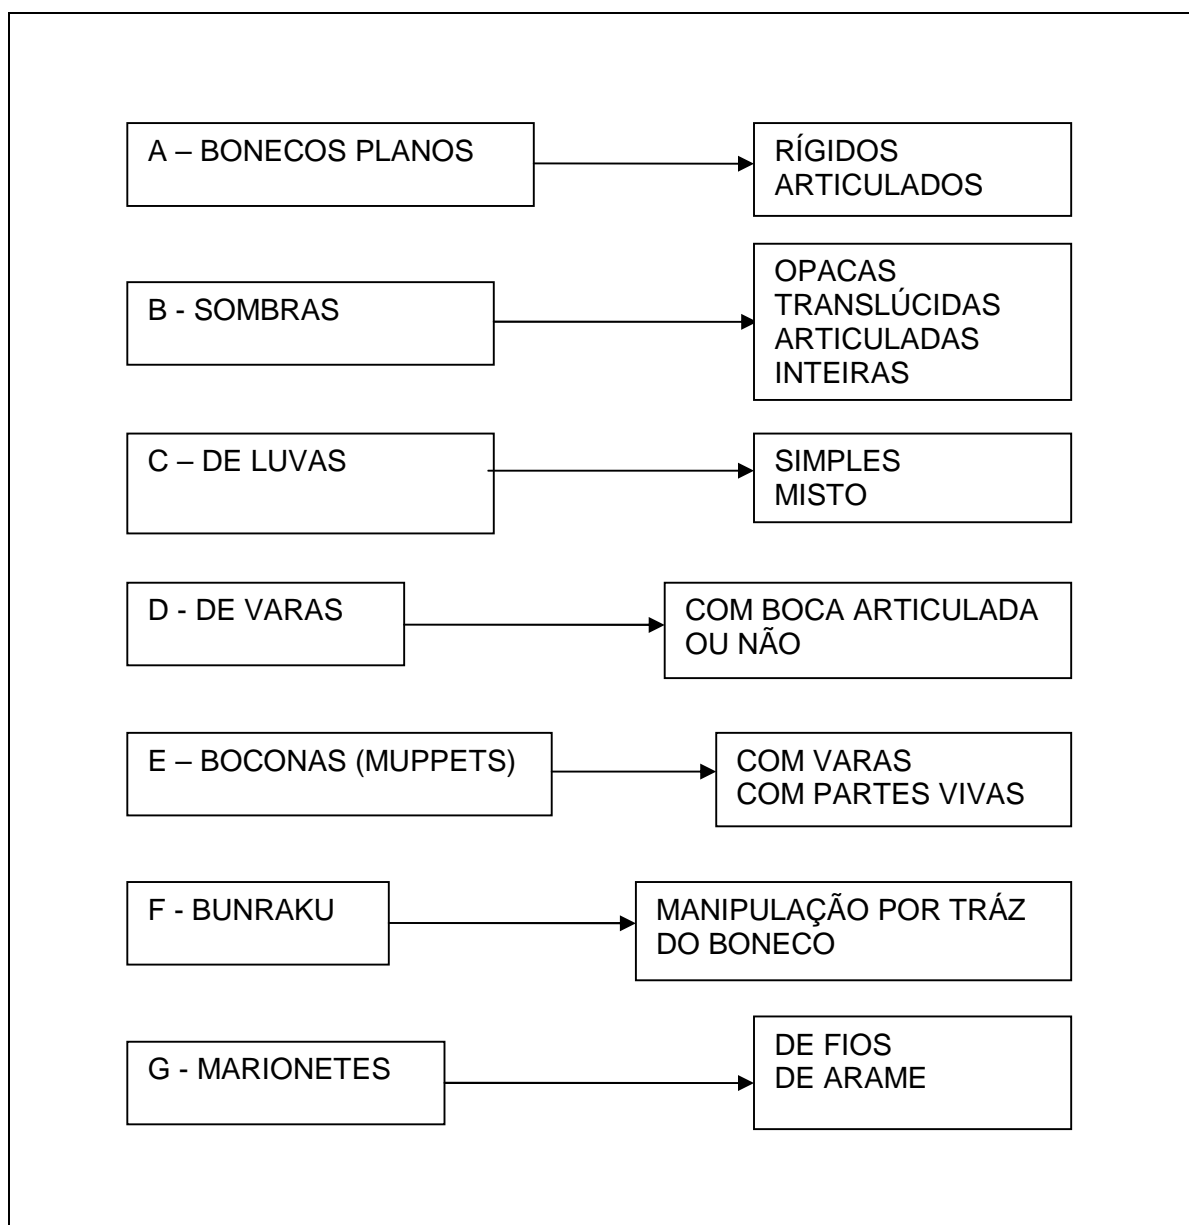 A – BONECOS PLANOS
RÍGIDOS
ARTICULADOS
B - SOMBRAS
OPACAS
TRANSLÚCIDAS
ARTICULADAS
INTEIRAS
C – DE LUVAS
SIMPLES
MISTO
D - DE VARAS
COM BOCA ARTICULADA
OU NÃO
E – BOCONAS (MUPPETS)
COM VARAS
COM PARTES VIVAS
F - BUNRAKU
MANIPULAÇÃO POR TRÁZ
DO BONECO
G - MARIONETES
DE FIOS
DE ARAME